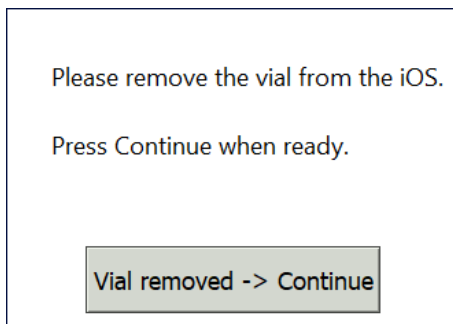 Please remove the vial from the iOS.
Press Continue when ready.
Vial removed -> Continue